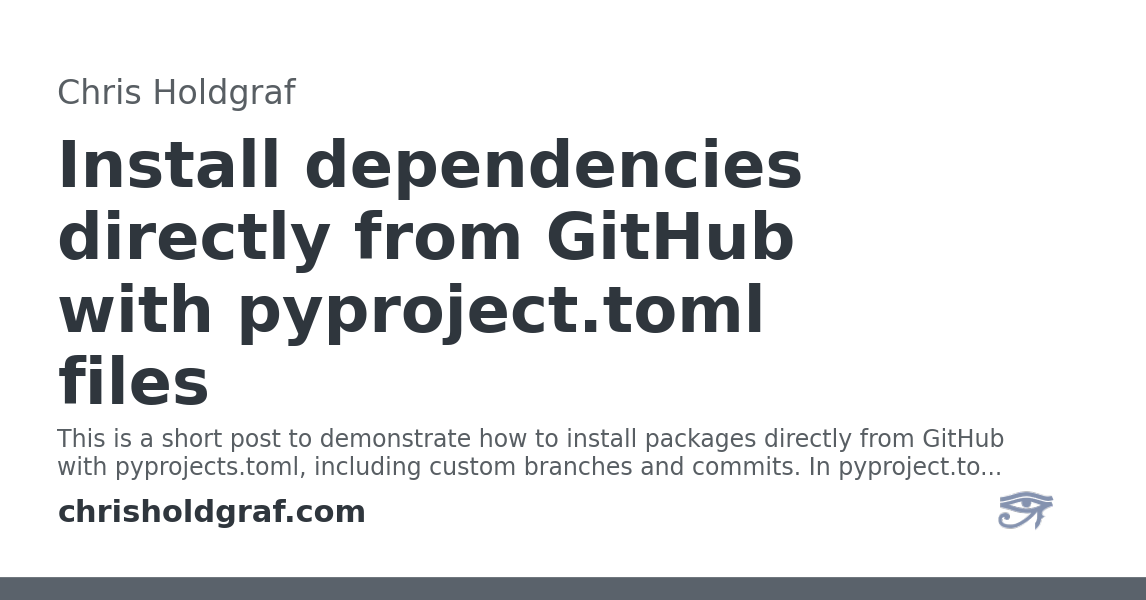 Chris Holdgraf
Install dependencies
directly from GitHub
with pyproject.toml
files
This is a short post to demonstrate how to install packages directly from GitHub
with pyprojects.toml, including custom branches and commits. In pyproject.to...
chrisholdgraf.com